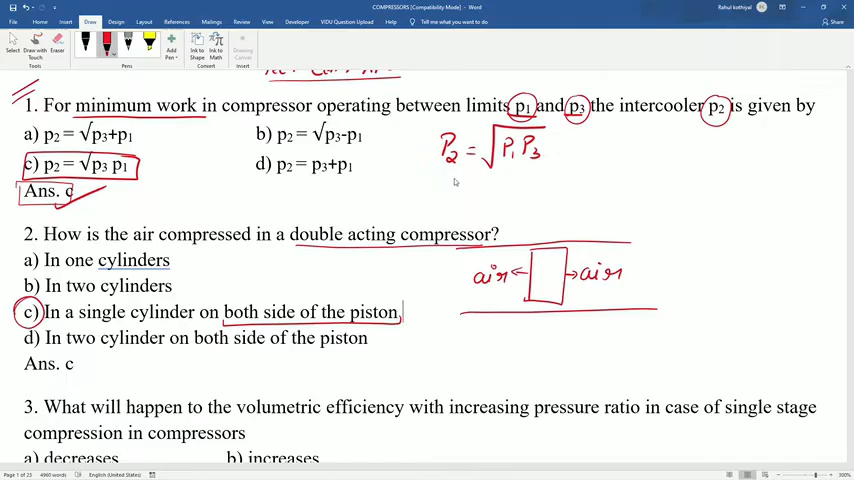 COMPRESSORS [Compatibility Mode] - Word
Rahul kothiyal
File Home Insert Draw Design Layout References Mailings Review View VIDU Question Upload Help Tell me what you want to do Share
Select Draw with Touch Eraser Add Pen Ink to Shape Ink to Math Drawing Canvas
Tools Pens Convert Insert
1. For minimum work in compressor operating between limits p1 and p3 the intercooler p2 is given by
a) p2 = √p3+p1 b) p2 = √p3-p1
c) p2 = √p3 p1 d) p2 = p3+p1
P2 = √P1 P3
Ans. c
2. How is the air compressed in a double acting compressor?
a) In one cylinders
air air
b) In two cylinders
c) In a single cylinder on both side of the piston
d) In two cylinder on both side of the piston
Ans. c
3. What will happen to the volumetric efficiency with increasing pressure ratio in case of single stage
compression in compressors
a) decreases b) increases
Page 1 of 23 4960 words English (United States) 300%